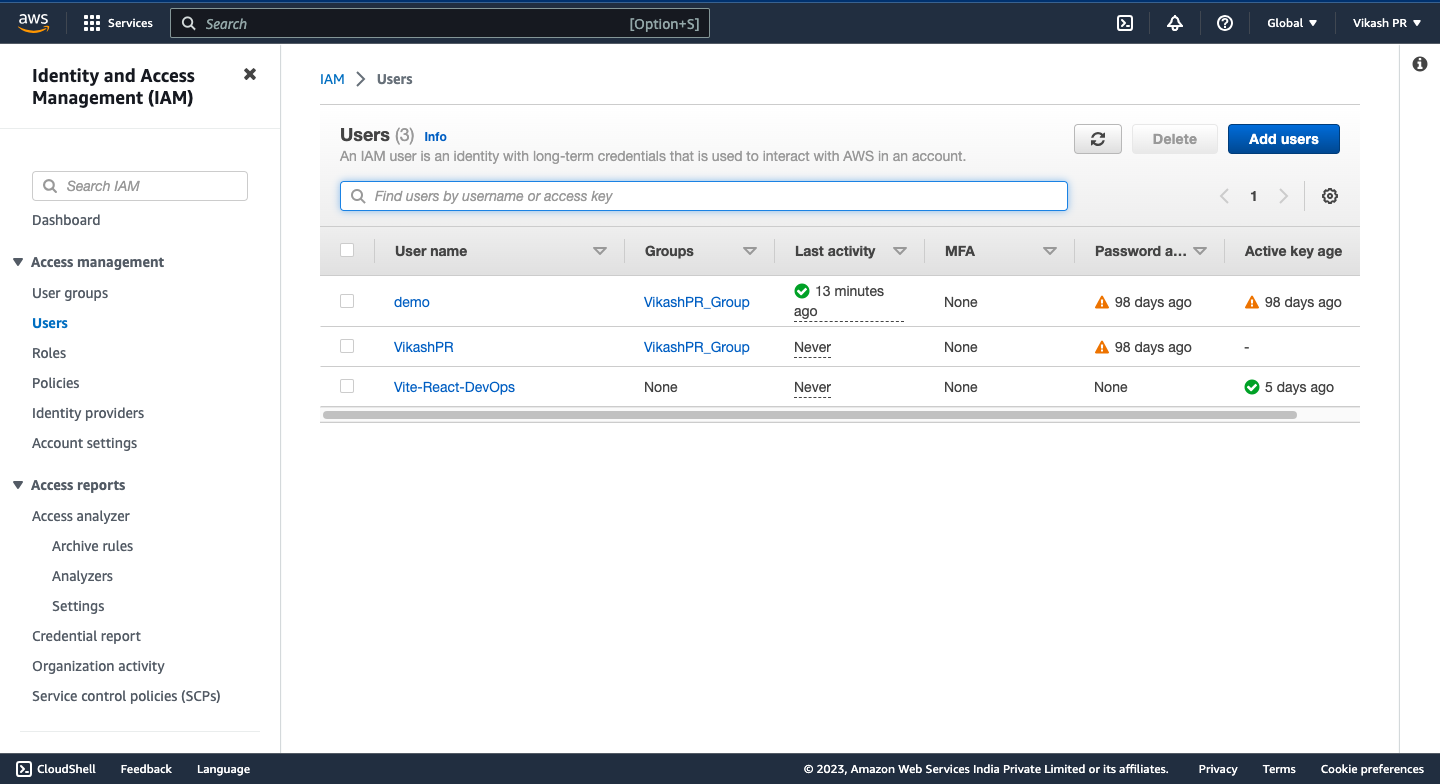 aws
Services
Search
[Option+S]
Global
Vikash PR
Identity and Access
Management (IAM)
Search IAM
Dashboard
Access management
User groups
Users
Roles
Policies
Identity providers
Account settings
Access reports
Access analyzer
Archive rules
Analyzers
Settings
Credential report
Organization activity
Service control policies (SCPs)
IAM
Users
Users (3) Info
An IAM user is an identity with long-term credentials that is used to interact with AWS in an account.
Delete
Add users
Find users by username or access key
1
User name Groups Last activity MFA Password a... Active key age
demo VikashPR_Group 13 minutes ago None 98 days ago 98 days ago
VikashPR VikashPR_Group Never None 98 days ago -
Vite-React-DevOps None Never None None 5 days ago
CloudShell Feedback Language
© 2023, Amazon Web Services India Private Limited or its affiliates. Privacy Terms Cookie preferences